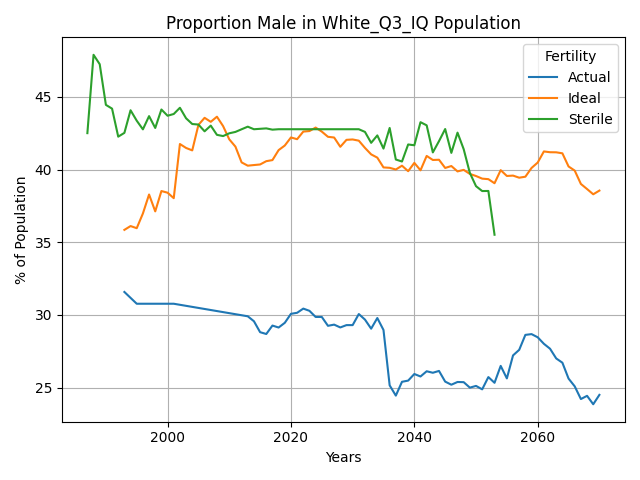 Proportion Male in White_Q3_IQ Population
Fertility
Actual
Ideal
Sterile
% of Population
45
40
35
30
25
2000
2020
2040
2060
Years